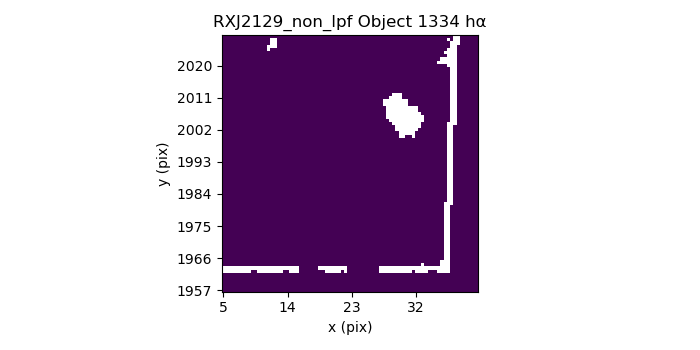 RXJ2129_non_lpf Object 1334 hα
2020
2011
2002
1993
1984
1975
1966
1957
y (pix)
5 14 23 32
x (pix)